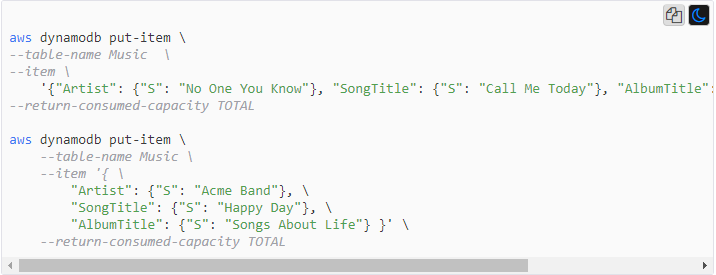 aws dynamodb put-item \
--table-name Music  \
--item \
    '{"Artist": {"S": "No One You Know"}, "SongTitle": {"S": "Call Me Today"}, "AlbumTitle":
--return-consumed-capacity TOTAL
aws dynamodb put-item \
    --table-name Music \
    --item '{ \
        "Artist": {"S": "Acme Band"}, \
        "SongTitle": {"S": "Happy Day"}, \
        "AlbumTitle": {"S": "Songs About Life"} }' \
    --return-consumed-capacity TOTAL